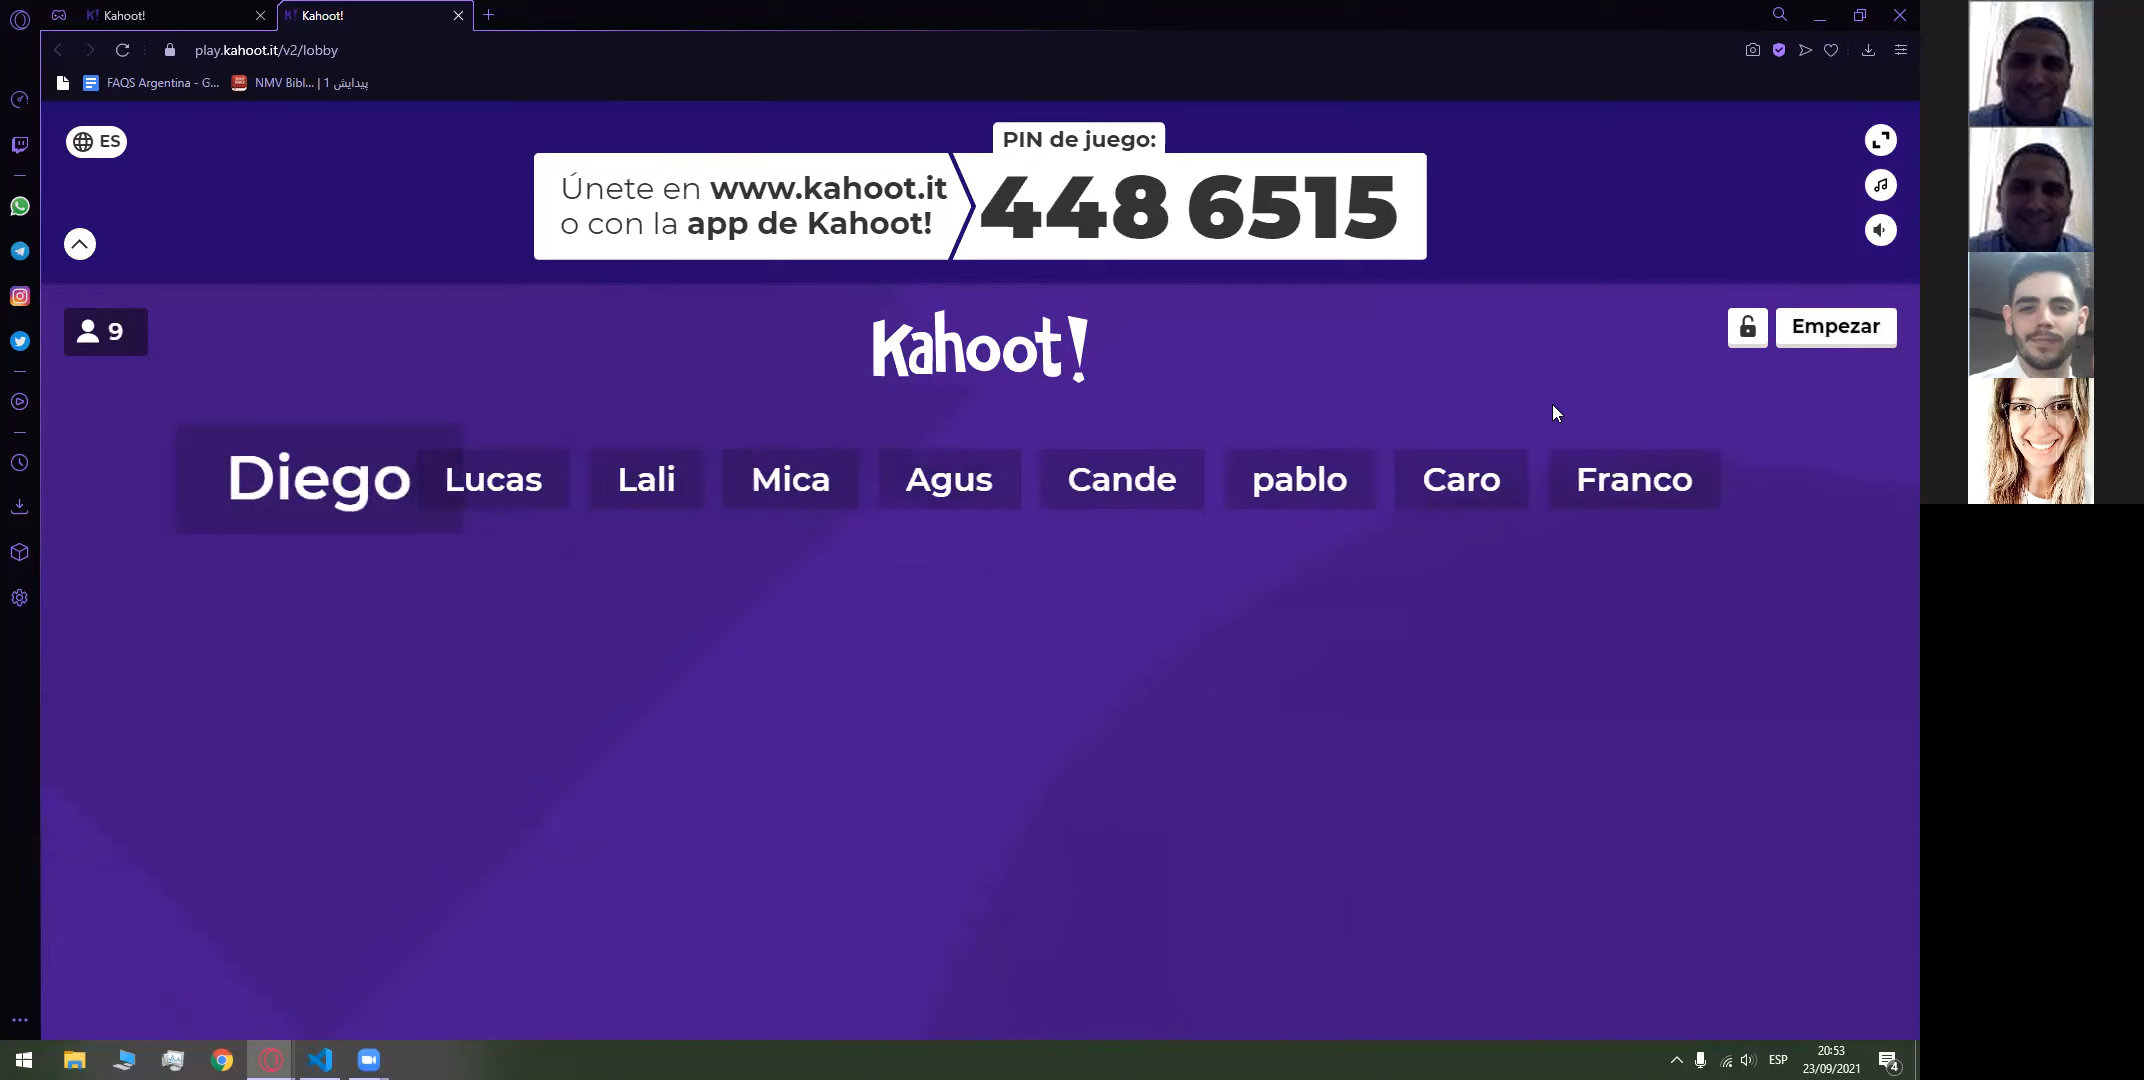 Kahoot!
Kahoot!
play.kahoot.it/v2/lobby
FAQS Argentina - G...
NMV Bibl... | 1 پیدایش
ES
PIN de juego:
Únete en www.kahoot.it
o con la app de Kahoot!
448 6515
9
Kahoot!
Empezar
Diego
Lucas
Lali
Mica
Agus
Cande
pablo
Caro
Franco
ESP
20:53
23/09/2021
4